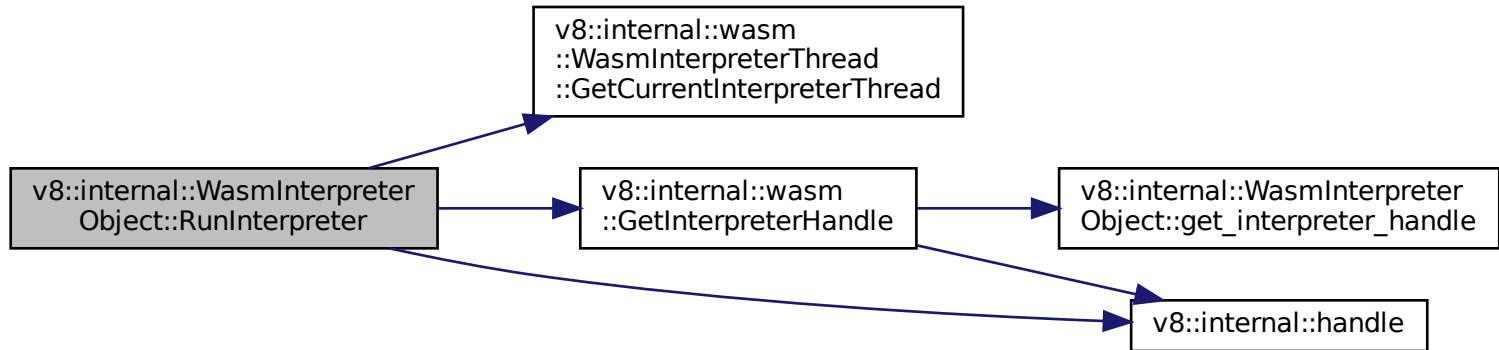 v8::internal::wasm
::WasmInterpreterThread
::GetCurrentInterpreterThread
v8::internal::WasmInterpreter
Object::RunInterpreter
v8::internal::wasm
::GetInterpreterHandle
v8::internal::WasmInterpreter
Object::get_interpreter_handle
v8::internal::handle